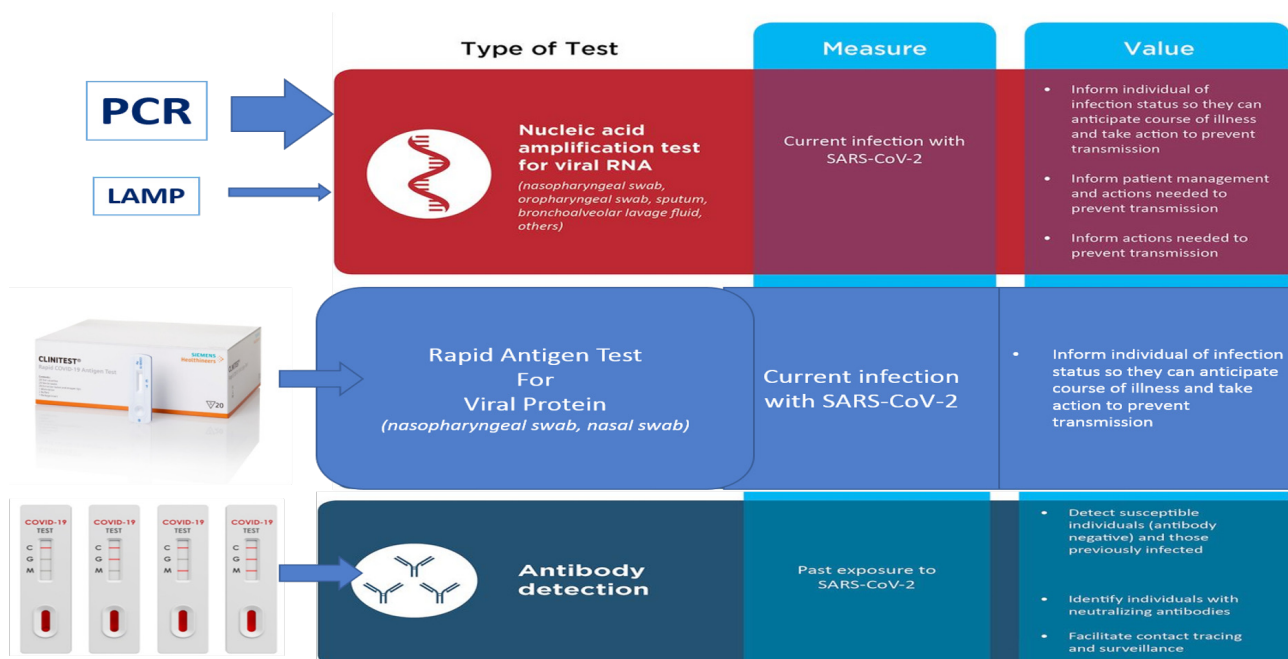 Type of Test
Measure
Value
PCR
LAMP
Nucleic acid
amplification test
for viral RNA
(nasopharyngeal swab,
oropharyngeal swab, sputum,
bronchoalveolar lavage fluid,
others)
Current infection with
SARS-CoV-2
• Inform individual of
infection status so they can
anticipate course of illness
and take action to prevent
transmission
• Inform patient management
and actions needed to
prevent transmission
• Inform actions needed to
prevent transmission
CLINITEST®
Rapid COVID-19 Antigen Test
SIEMENS
Healthineers
20
Rapid Antigen Test
For
Viral Protein
(nasopharyngeal swab, nasal swab)
Current infection
with SARS-CoV-2
• Inform individual of infection
status so they can anticipate
course of illness and take
action to prevent
transmission
COVID-19
TEST
C
G
M
COVID-19
TEST
C
G
M
COVID-19
TEST
C
G
M
COVID-19
TEST
C
G
M
Antibody
detection
Past exposure to
SARS-CoV-2
• Detect susceptible
individuals (antibody
negative) and those
previously infected
• Identify individuals with
neutralizing antibodies
• Facilitate contact tracing
and surveillance